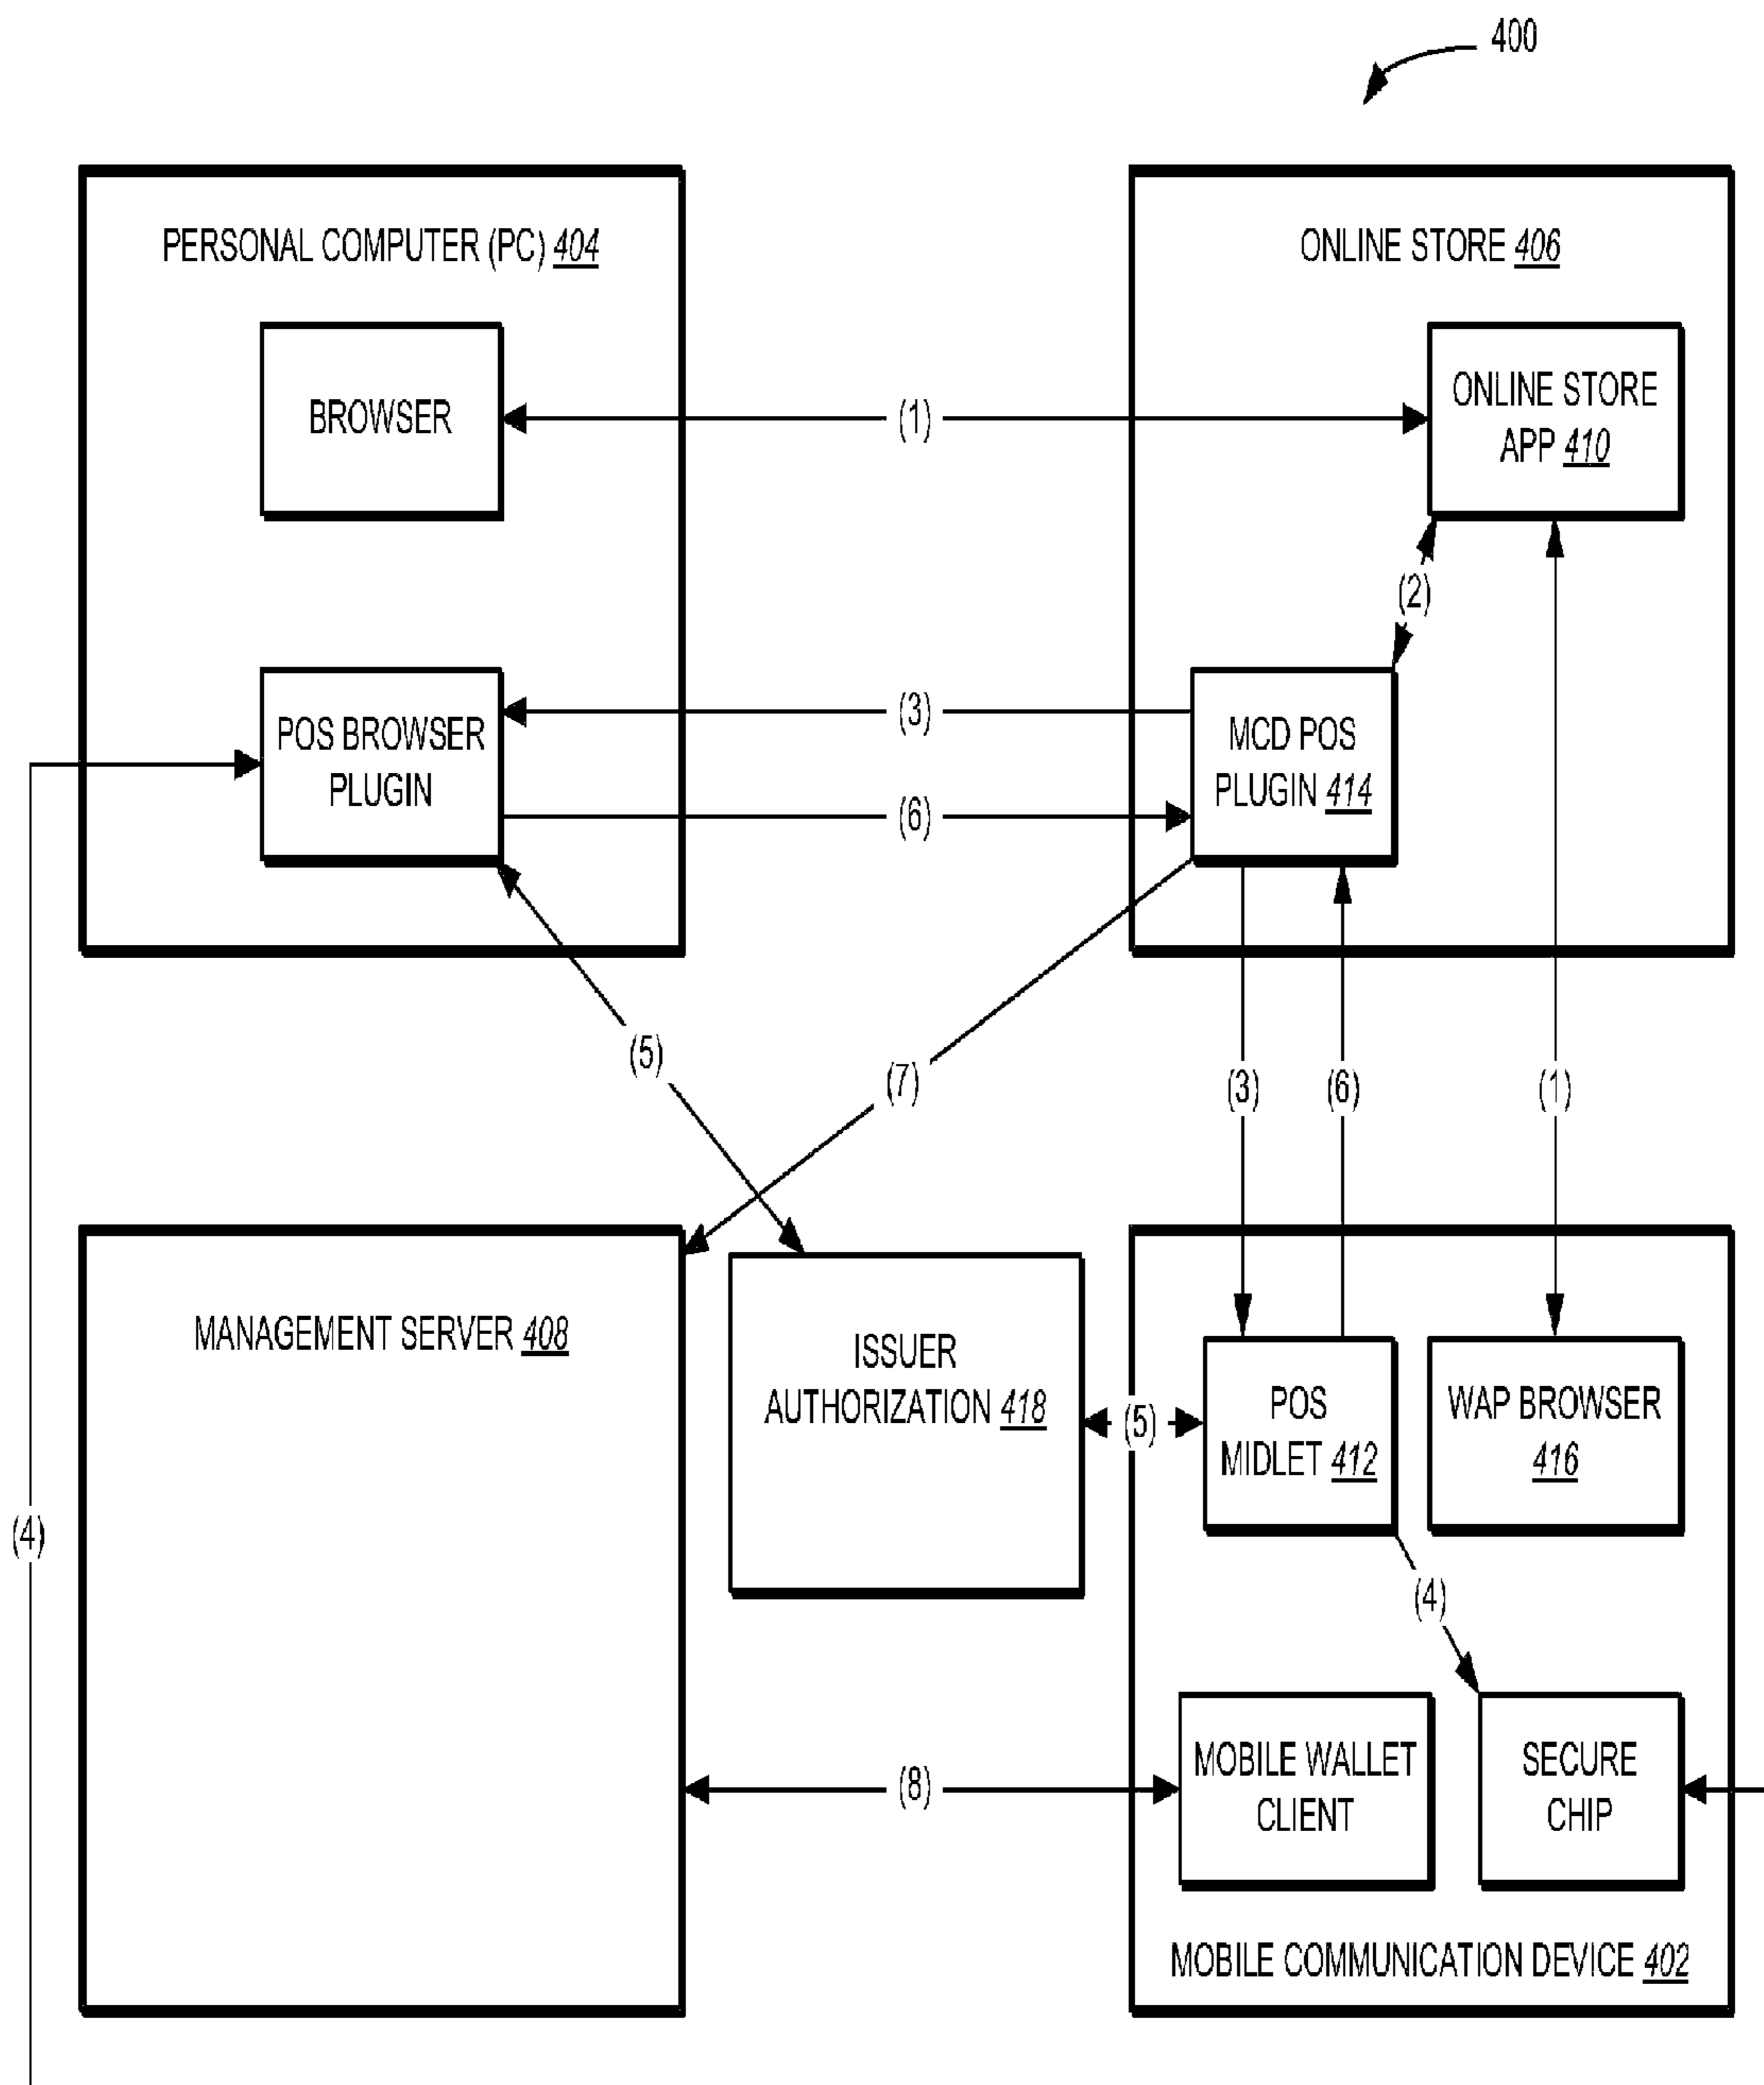 400
PERSONAL COMPUTER (PC) 404
ONLINE STORE 406
BROWSER
(1)
ONLINE STORE
APP 410
(2)
POS BROWSER
PLUGIN
(3)
(6)
MCD POS
PLUGIN 414
(5)
(7)
(3)
(6)
(1)
MANAGEMENT SERVER 408
ISSUER
AUTHORIZATION 418
(5)
POS
MIDLET 412
WAP BROWSER
416
(4)
(4)
(8)
MOBILE WALLET
CLIENT
SECURE
CHIP
MOBILE COMMUNICATION DEVICE 402